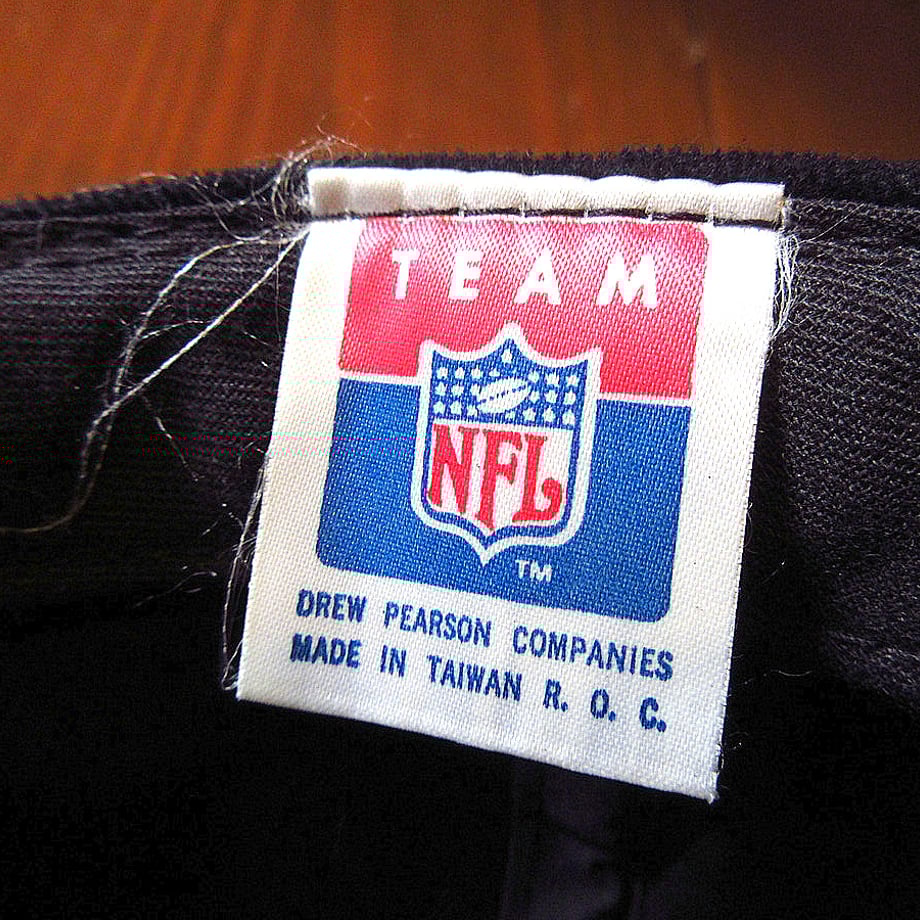 TEAM
NFL
TM
DREW PEARSON COMPANIES
MADE IN TAIWAN R. O. C.